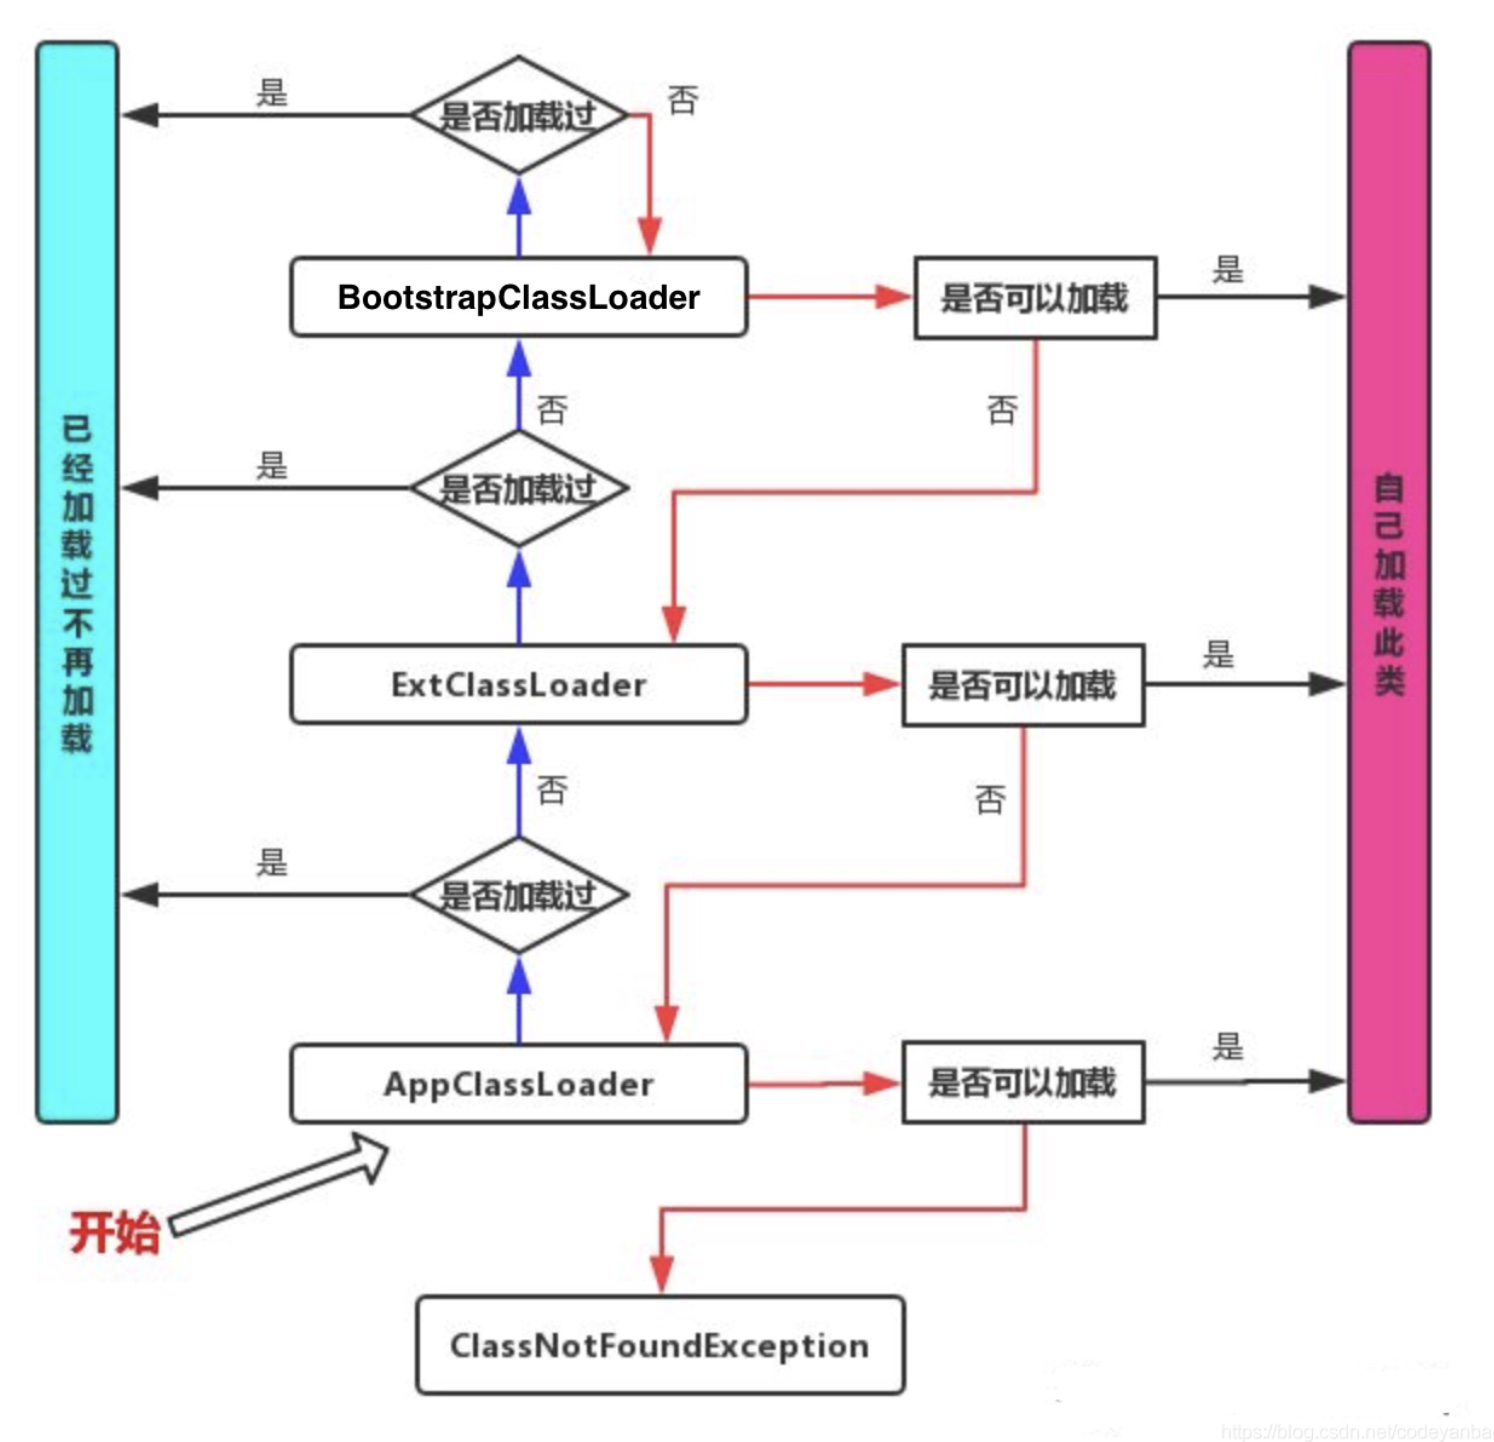 是
是否加载过
否
BootstrapClassLoader
是否可以加载
是
否
否
是
是否加载过
已经加载过不再加载
自己加载此类
ExtClassLoader
是否可以加载
是
否
否
是
是否加载过
AppClassLoader
是否可以加载
是
开始
ClassNotFoundException
https://blog.csdn.net/codeyanba